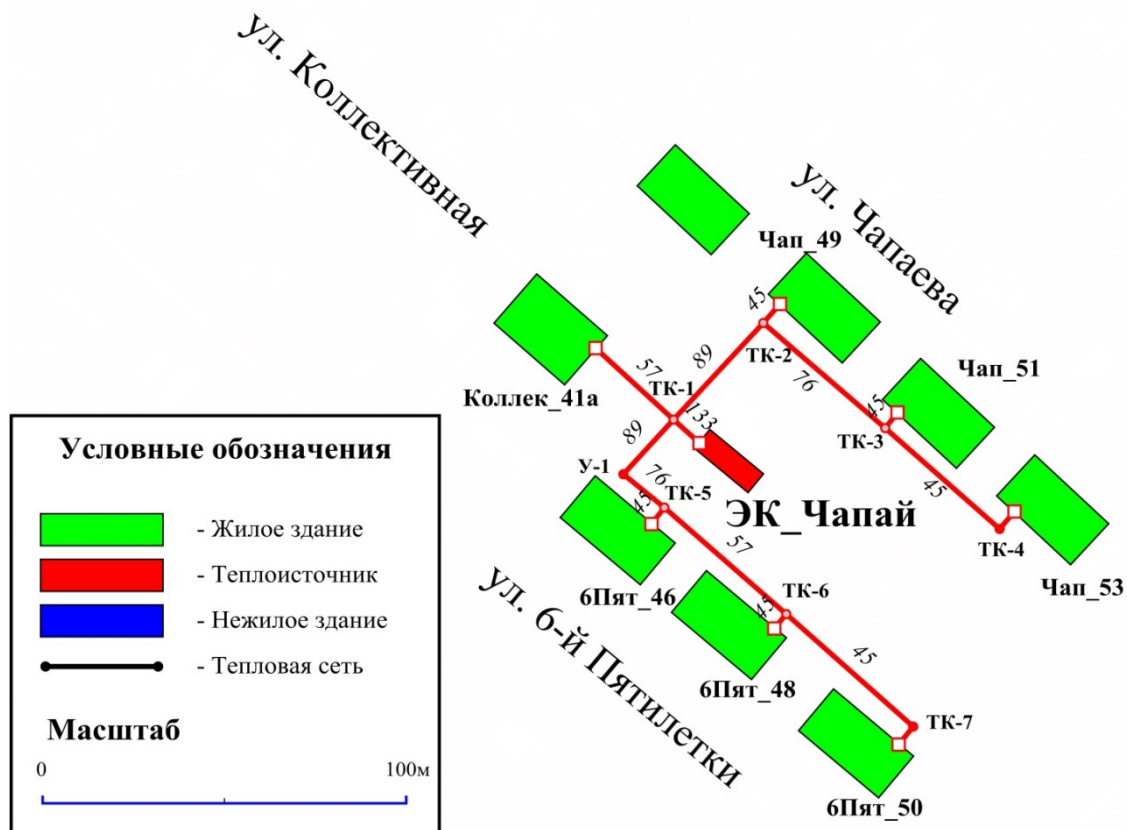 ул. Коллективная
ул. Чапаева
Чап_49
45
ТК-2
89
76
Чап_51
57
ТК-1
Коллек_41а
133
45
ТК-3
89
У-1
76
ТК-5
ЭК_Чапай
45
45
ТК-4
Чап_53
57
6Пят_46
ТК-6
45
ул. 6-й Пятилетки
6Пят_48
45
ТК-7
6Пят_50
Условные обозначения
- Жилое здание
- Теплоисточник
- Нежилое здание
- Тепловая сеть
Масштаб
0
100м